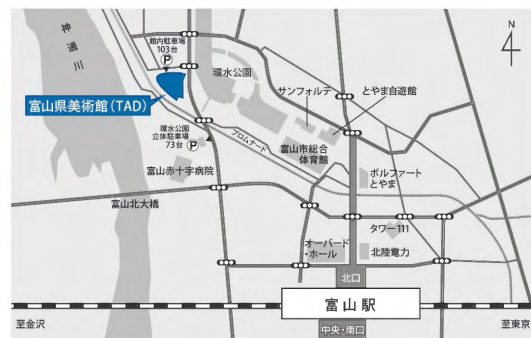 神通川
館内駐車場
103台
P
富山県美術館（TAD）
環水公園
N
4
サンフォルテ
とやま自遊館
環水公園
立体駐車場
73台
P
プロムナード
富山市総合
体育館
富山赤十字病院
ボルファート
とやま
富山北大橋
タワー111
オーバード
・ホール
北陸電力
北口
富山駅
至金沢
至東京
中央・南口